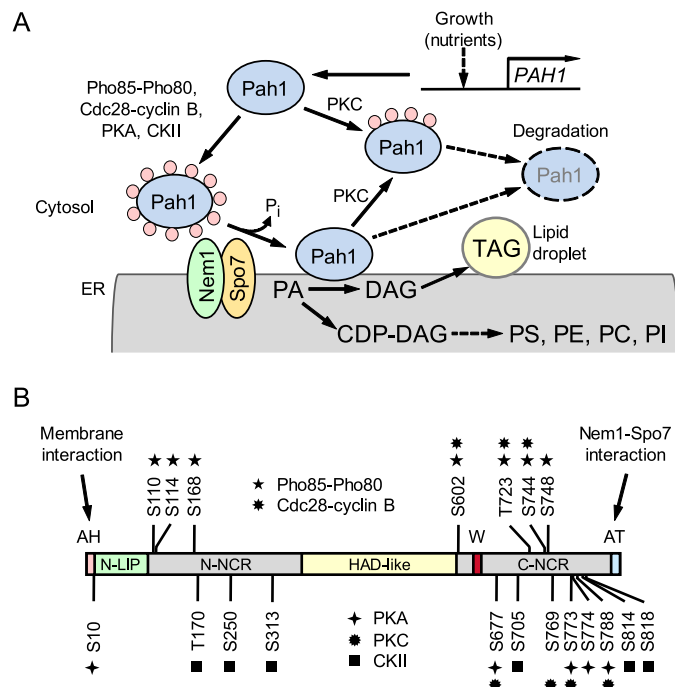 A
Growth
(nutrients)
PAH1
Pho85-Pho80,
Cdc28-cyclin B,
PKA, CKII
Pah1
PKC
Pah1
Degradation
Pah1
Cytosol
Pah1
Pi
PKC
Pah1
TAG
Lipid
droplet
Nem1
Spo7
ER
PA
DAG
CDP-DAG
PS, PE, PC, PI
B
Membrane
interaction
Nem1-Spo7
interaction
S110
S114
S168
Pho85-Pho80
Cdc28-cyclin B
S602
T723
S744
S748
AH
W
AT
N-LIP
N-NCR
HAD-like
C-NCR
S10
T170
S250
S313
PKA
PKC
CKII
S677
S705
S769
S773
S774
S788
S814
S818